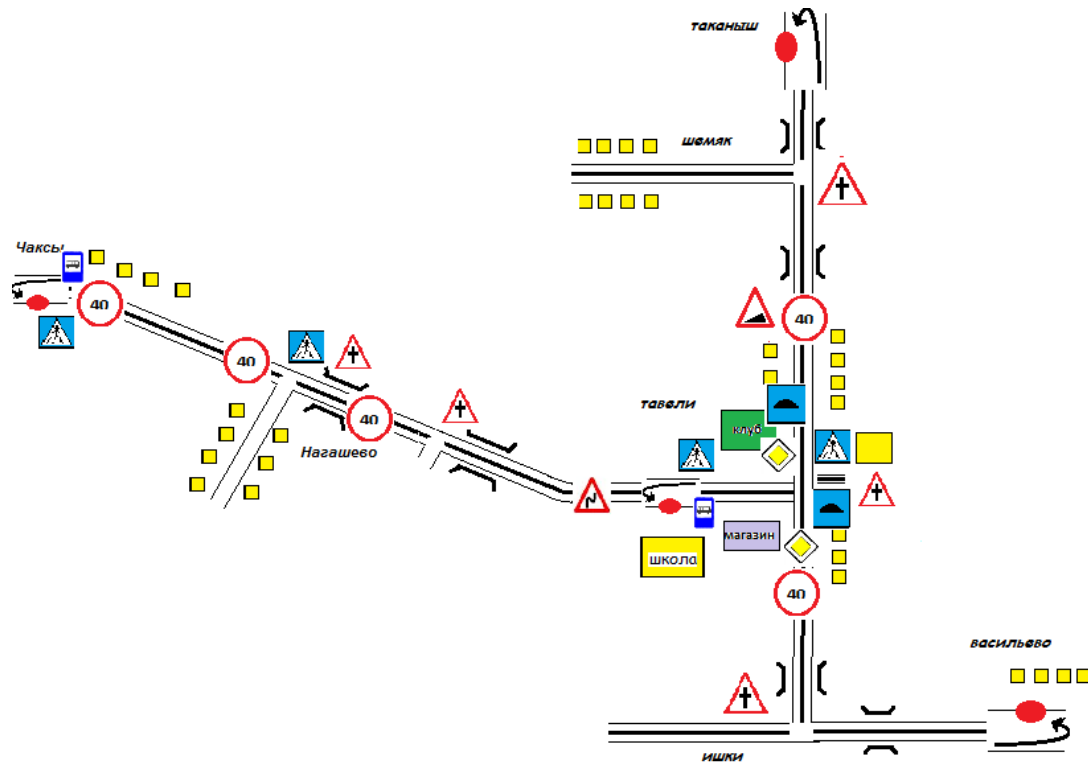 таканыш
шемяк
Чаксы
40
40
40
тавели
клуб
40
Нагашево
магазин
школа
40
васильево
ишки